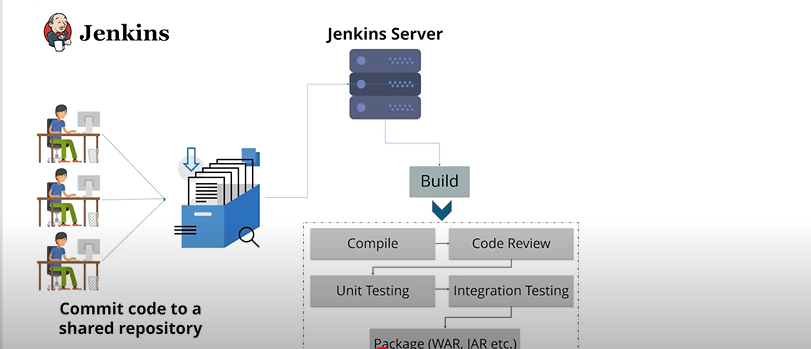 Jenkins
Jenkins Server
Build
Compile
Code Review
Unit Testing
Integration Testing
Package (WAR, JAR etc.)
Commit code to a
shared repository